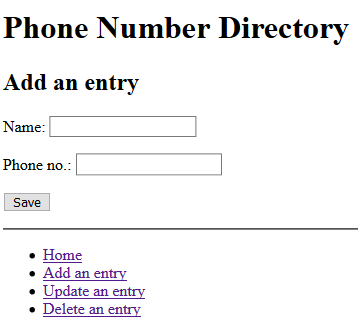 Phone Number Directory
Add an entry
Name:
Phone no.:
Save
Home
Add an entry
Update an entry
Delete an entry